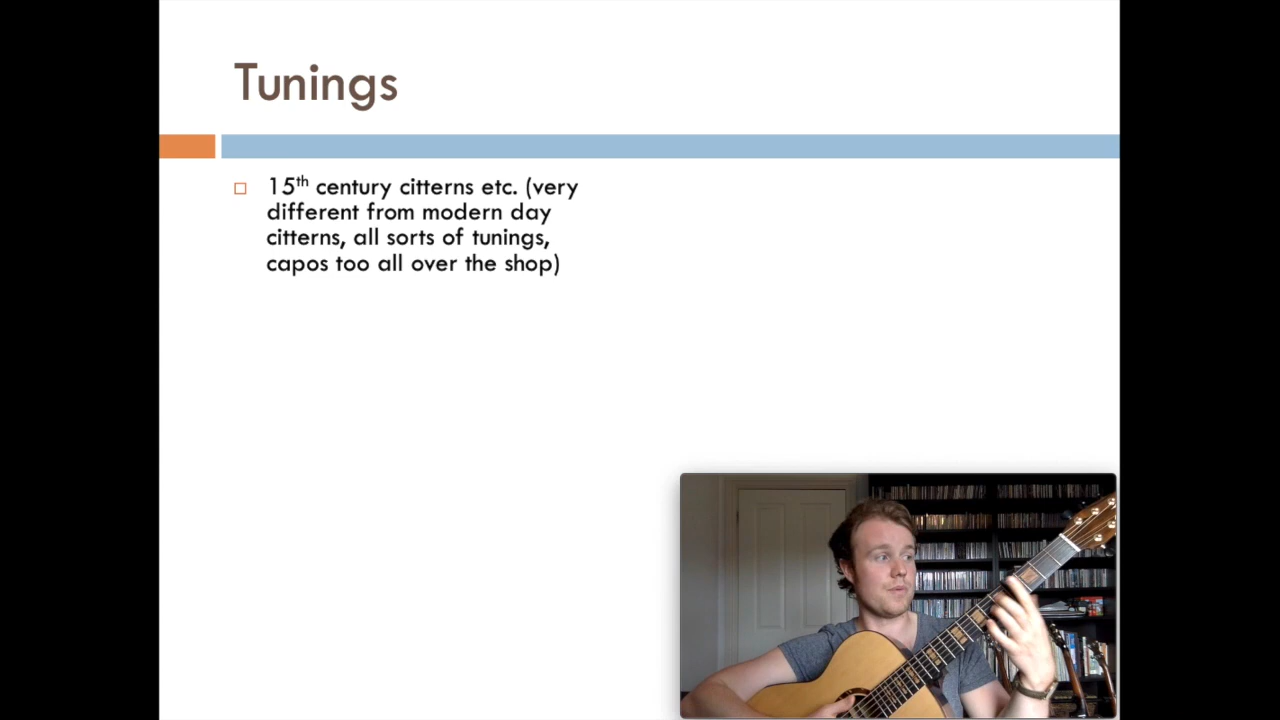 Tunings
15th century citterns etc. (very
different from modern day
citterns, all sorts of tunings,
capos too all over the shop)